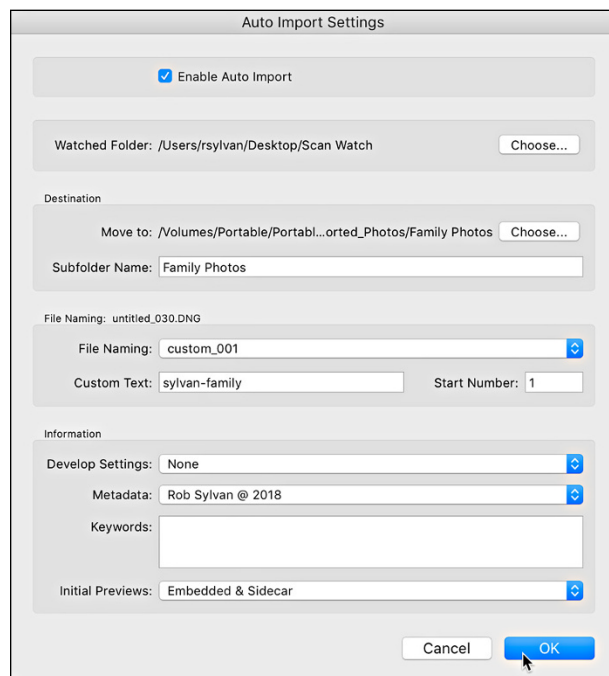 Auto Import Settings
Enable Auto Import
Watched Folder: /Users/rsylvan/Desktop/Scan Watch Choose...
Destination
Move to: /Volumes/Portable/Portabl...orted_Photos/Family Photos Choose...
Subfolder Name: Family Photos
File Naming: untitled_030.DNG
File Naming: custom_001
Custom Text: sylvan-family Start Number: 1
Information
Develop Settings: None
Metadata: Rob Sylvan @ 2018
Keywords:
Initial Previews: Embedded & Sidecar
Cancel OK